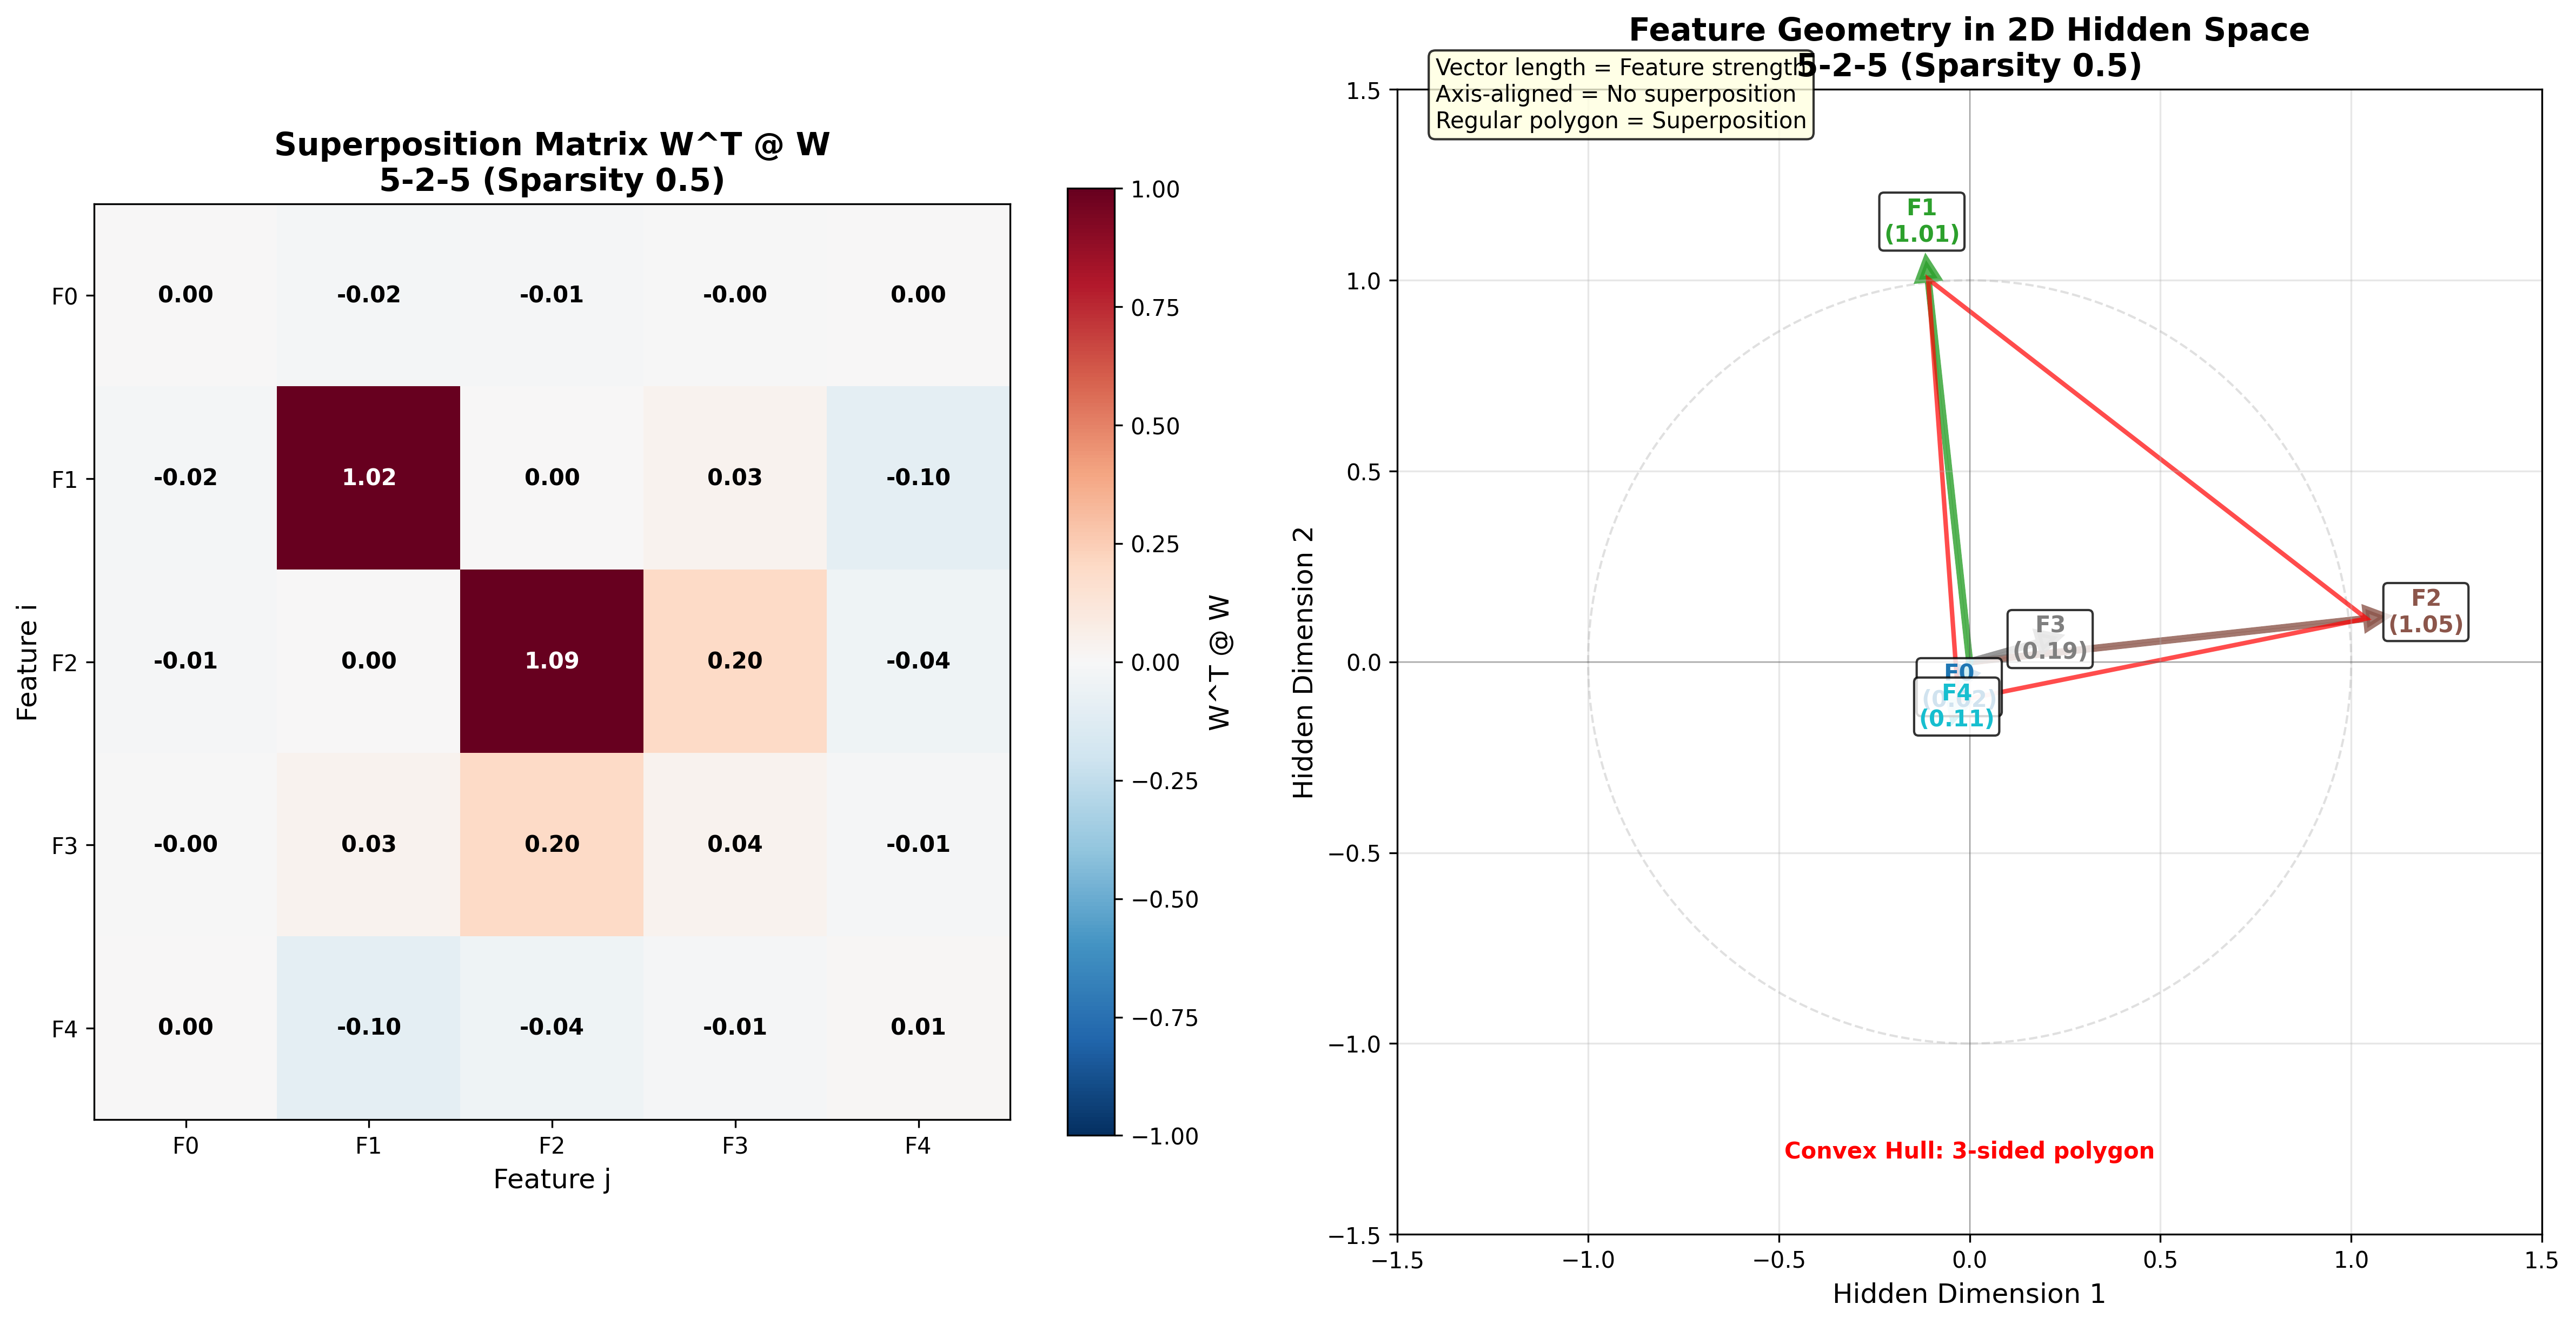 Superposition Matrix W^T @ W
5-2-5 (Sparsity 0.5)
F0
F1
F2
F3
F4
Feature i
0.00 -0.02 -0.01 -0.00 0.00
-0.02 1.02 0.00 0.03 -0.10
-0.01 0.00 1.09 0.20 -0.04
-0.00 0.03 0.20 0.04 -0.01
0.00 -0.10 -0.04 -0.01 0.01
F0 F1 F2 F3 F4
Feature j
1.00
0.75
0.50
0.25
0.00
−0.25
−0.50
−0.75
−1.00
W^T @ W
Feature Geometry in 2D Hidden Space
5-2-5 (Sparsity 0.5)
Vector length = Feature strength
Axis-aligned = No superposition
Regular polygon = Superposition
1.5
1.0
0.5
0.0
−0.5
−1.0
−1.5
Hidden Dimension 2
F1
(1.01)
F2
(1.05)
F3
(0.19)
F0
(0.02)
F4
(0.11)
Convex Hull: 3-sided polygon
−1.5 −1.0 −0.5 0.0 0.5 1.0 1.5
Hidden Dimension 1